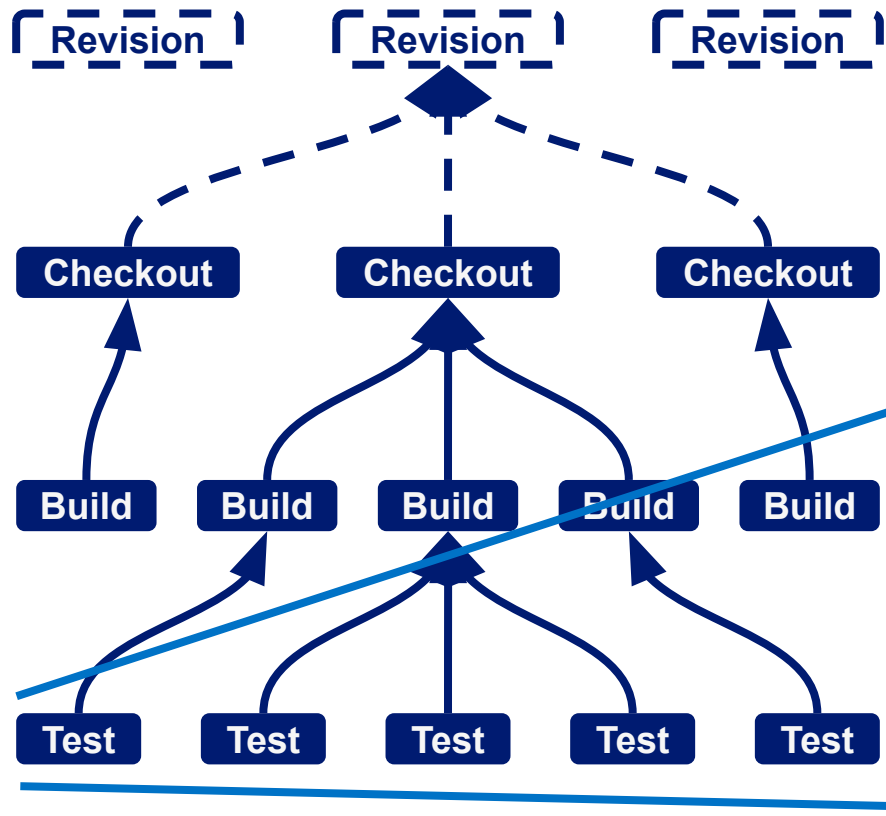 Revision Revision Revision
Checkout Checkout Checkout
Build Build Build Build Build
Test Test Test Test Test